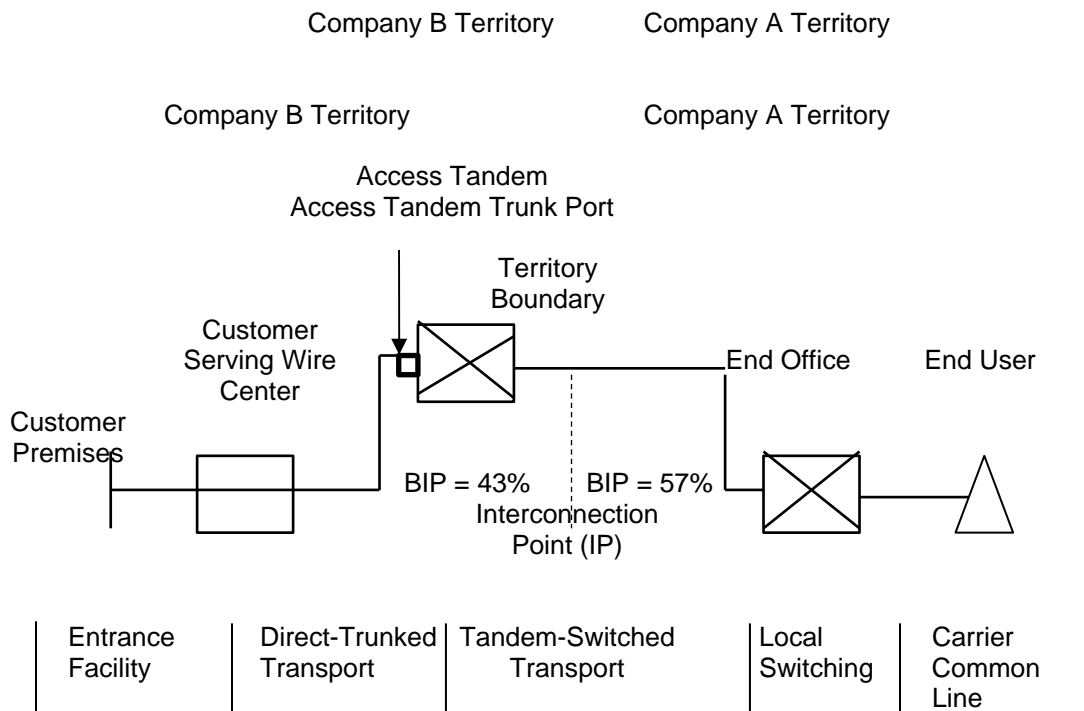 Company B Territory Company A Territory
Company B Territory Company A Territory
Access Tandem
Access Tandem Trunk Port
Territory
Boundary
Customer
Serving Wire
Center
End Office
End User
Customer
Premises
BIP = 43% BIP = 57%
Interconnection
Point (IP)
Entrance
Facility
Direct-Trunked
Transport
Tandem-Switched
Transport
Local
Switching
Carrier
Common
Line